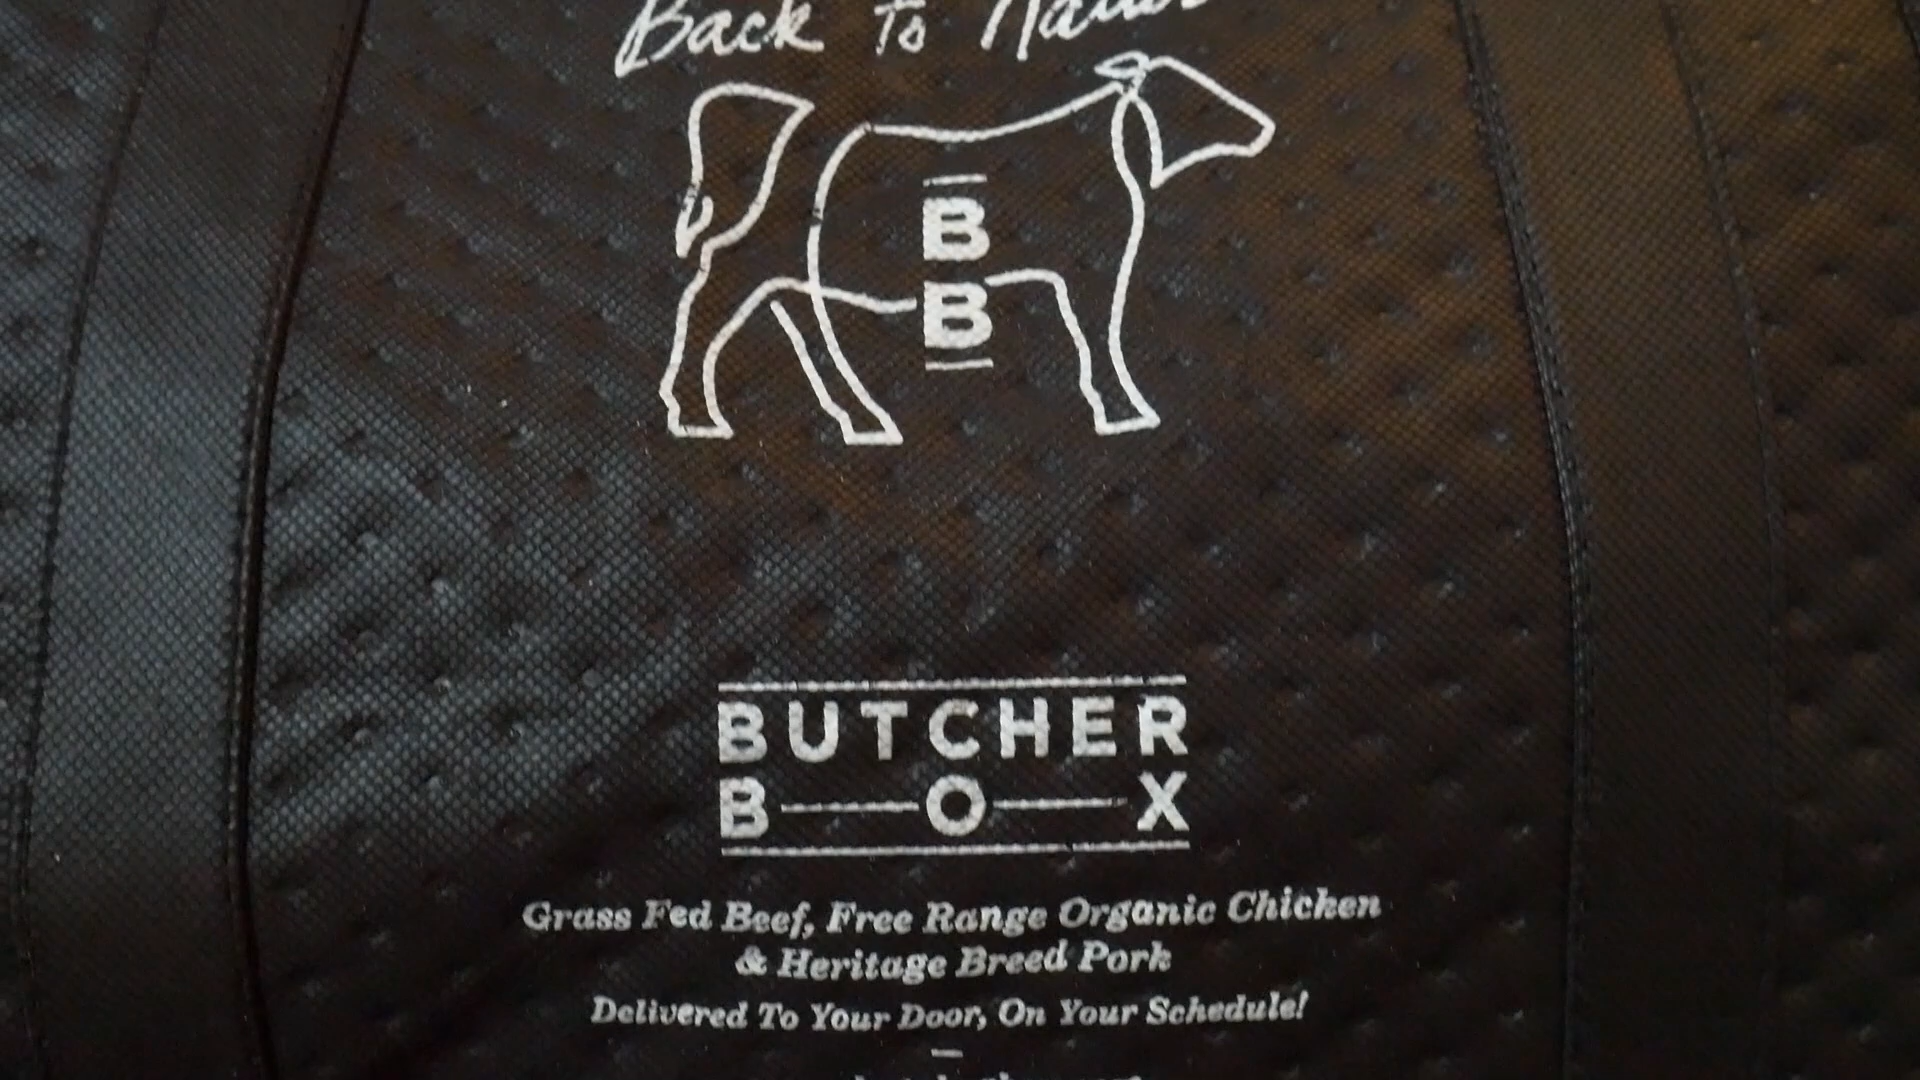 Back To
B
B
BUTCHER
B—O—X
Grass Fed Beef, Free Range Organic Chicken
& Heritage Breed Pork
Delivered To Your Door, On Your Schedule!